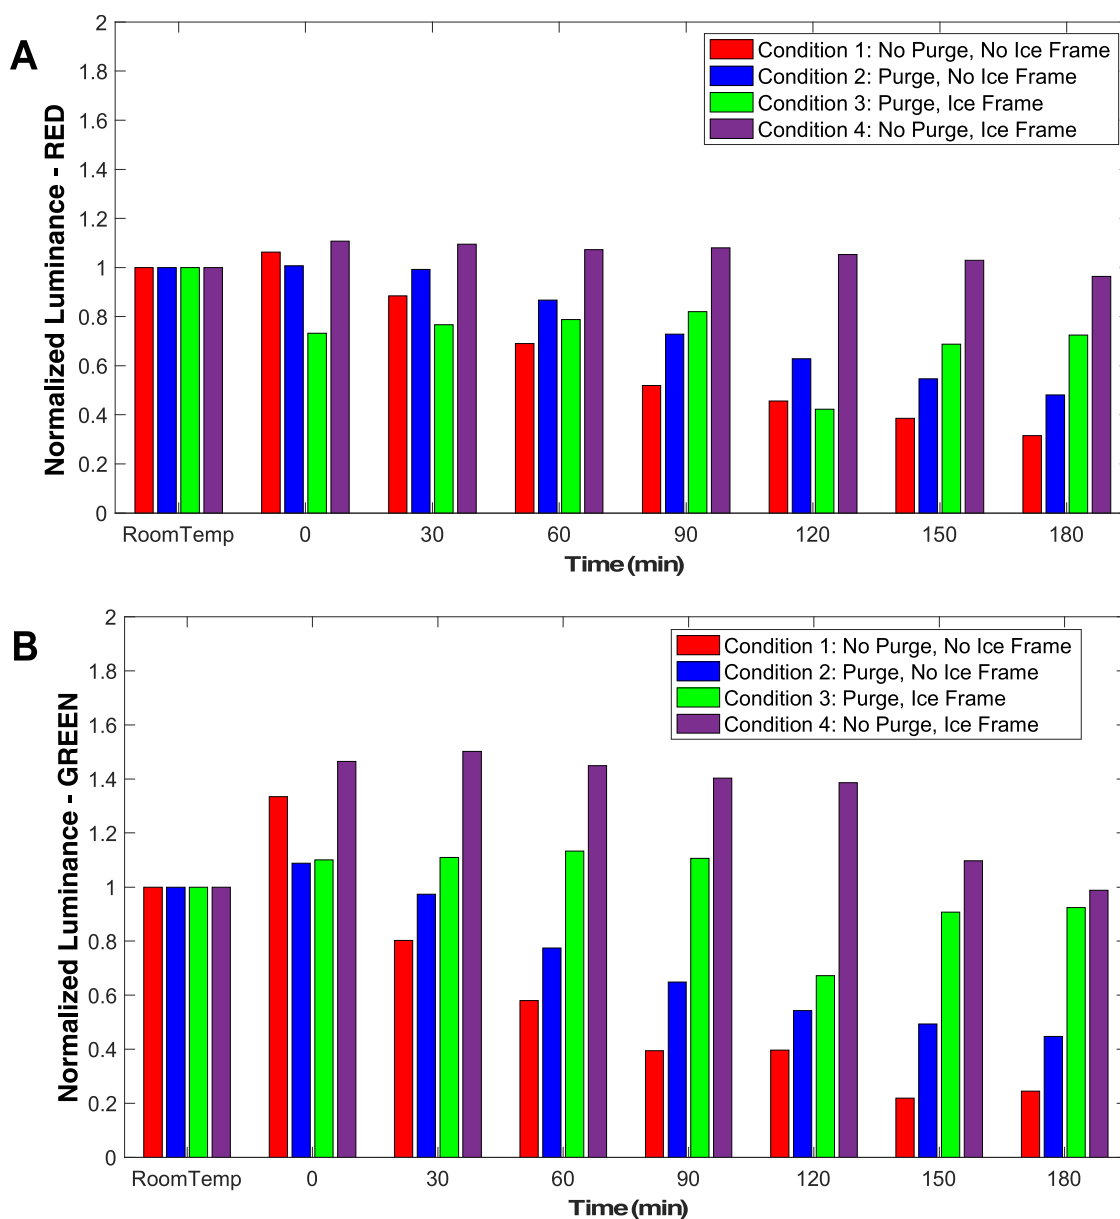 A
Normalized Luminance - RED
2
1.8
1.6
1.4
1.2
1
0.8
0.6
0.4
0.2
0
Condition 1: No Purge, No Ice Frame
Condition 2: Purge, No Ice Frame
Condition 3: Purge, Ice Frame
Condition 4: No Purge, Ice Frame
RoomTemp 0 30 60 90 120 150 180
Time (min)
B
Normalized Luminance - GREEN
2
1.8
1.6
1.4
1.2
1
0.8
0.6
0.4
0.2
0
Condition 1: No Purge, No Ice Frame
Condition 2: Purge, No Ice Frame
Condition 3: Purge, Ice Frame
Condition 4: No Purge, Ice Frame
RoomTemp 0 30 60 90 120 150 180
Time (min)